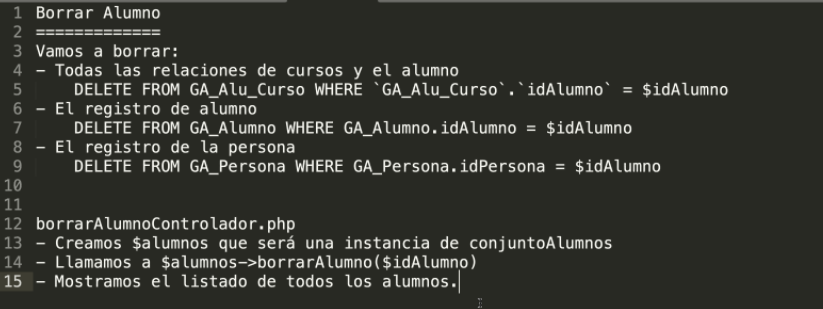 1 Borrar Alumno
2 =============
3 Vamos a borrar:
4 - Todas las relaciones de cursos y el alumno
5 DELETE FROM GA_Alu_Curso WHERE `GA_Alu_Curso`.`idAlumno` = $idAlumno
6 - El registro de alumno
7 DELETE FROM GA_Alumno WHERE GA_Alumno.idAlumno = $idAlumno
8 - El registro de la persona
9 DELETE FROM GA_Persona WHERE GA_Persona.idPersona = $idAlumno
10
11
12 borrarAlumnoControlador.php
13 - Creamos $alumnos que será una instancia de conjuntoAlumnos
14 - Llamamos a $alumnos->borrarAlumno($idAlumno)
15 - Mostramos el listado de todos los alumnos.